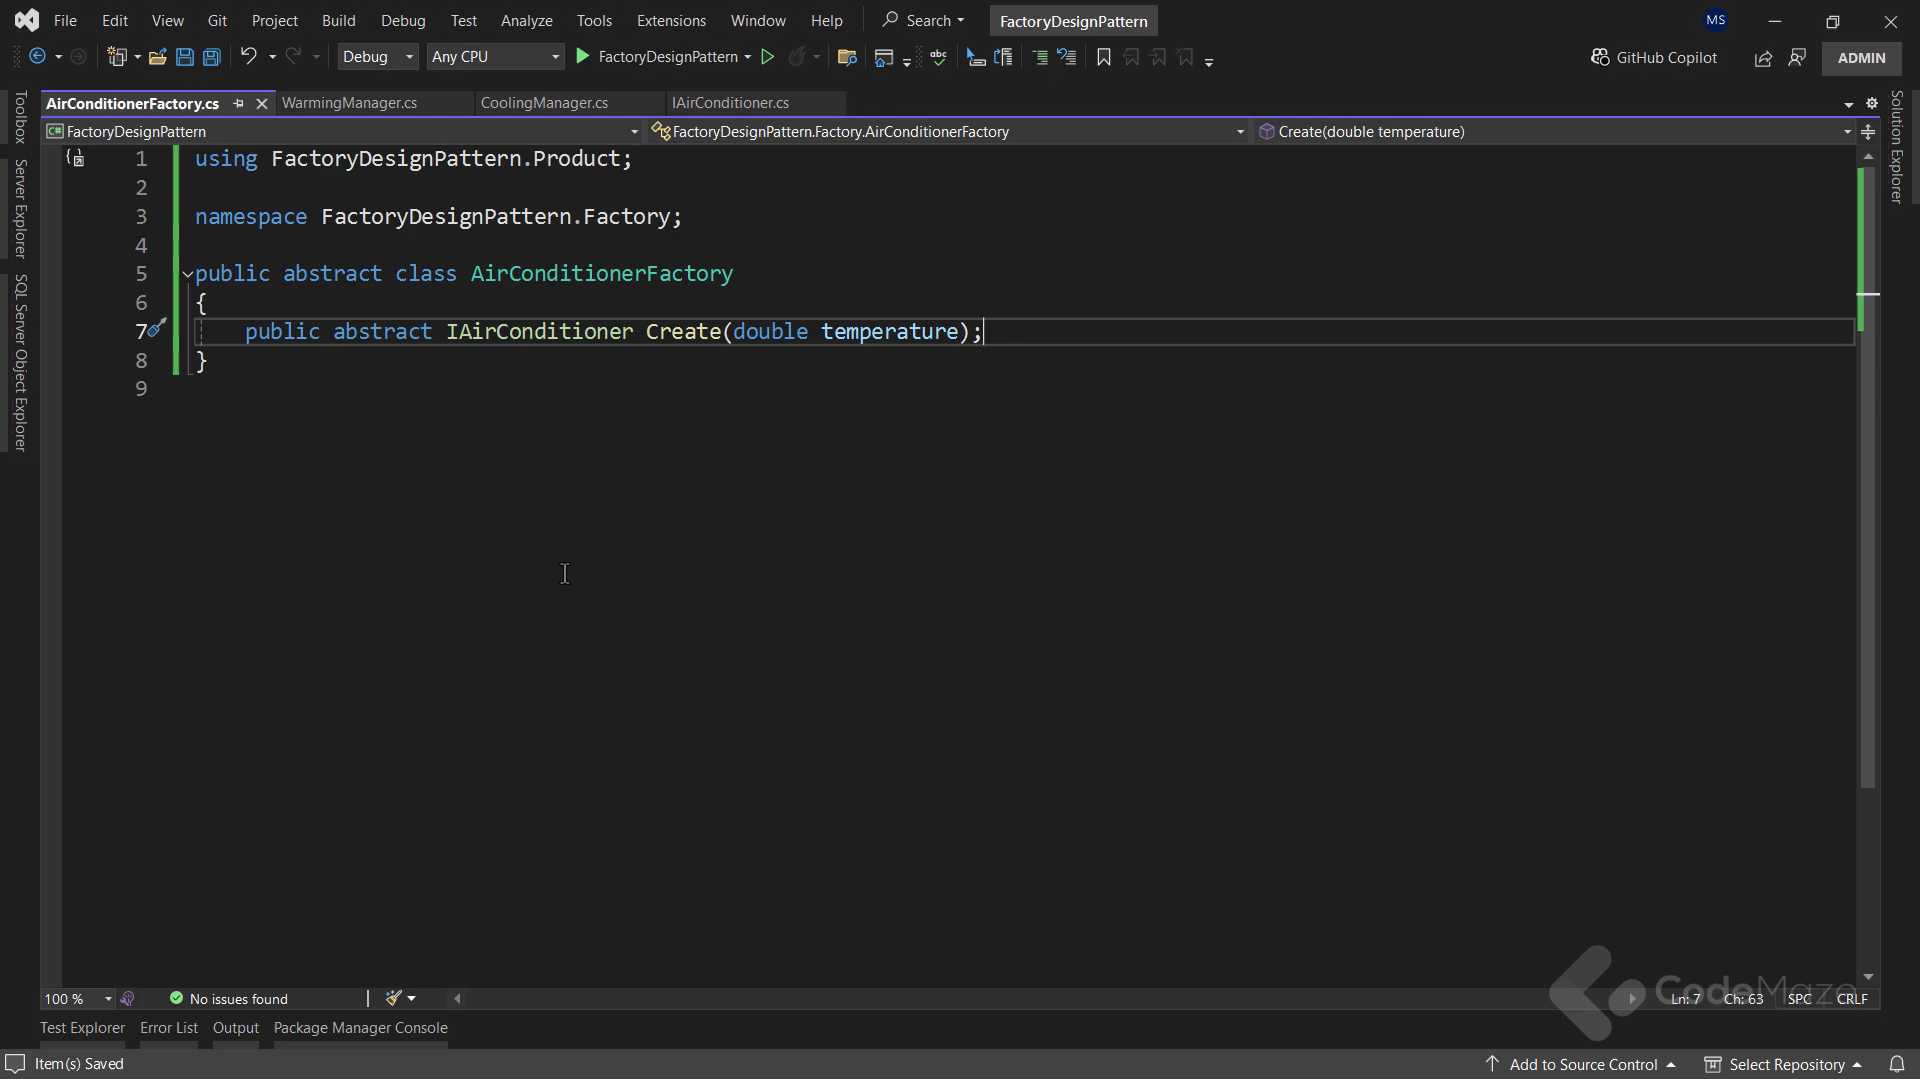 File Edit View Git Project Build Debug Test Analyze Tools Extensions Window Help Search FactoryDesignPattern MS
Debug Any CPU FactoryDesignPattern abc GitHub Copilot ADMIN
AirConditionerFactory.cs WarmingManager.cs CoolingManager.cs IAirConditioner.cs
C# FactoryDesignPattern FactoryDesignPattern.Factory.AirConditionerFactory Create(double temperature)
Toolbox
Server Explorer
SQL Server Object Explorer
1 using FactoryDesignPattern.Product;
2
3 namespace FactoryDesignPattern.Factory;
4
5 public abstract class AirConditionerFactory
6 {
7 public abstract IAirConditioner Create(double temperature);
8 }
9
Solution Explorer
CodeMaze
100 % No issues found Ln: 7 Ch: 63 SPC CRLF
Test Explorer Error List Output Package Manager Console
Item(s) Saved Add to Source Control Select Repository